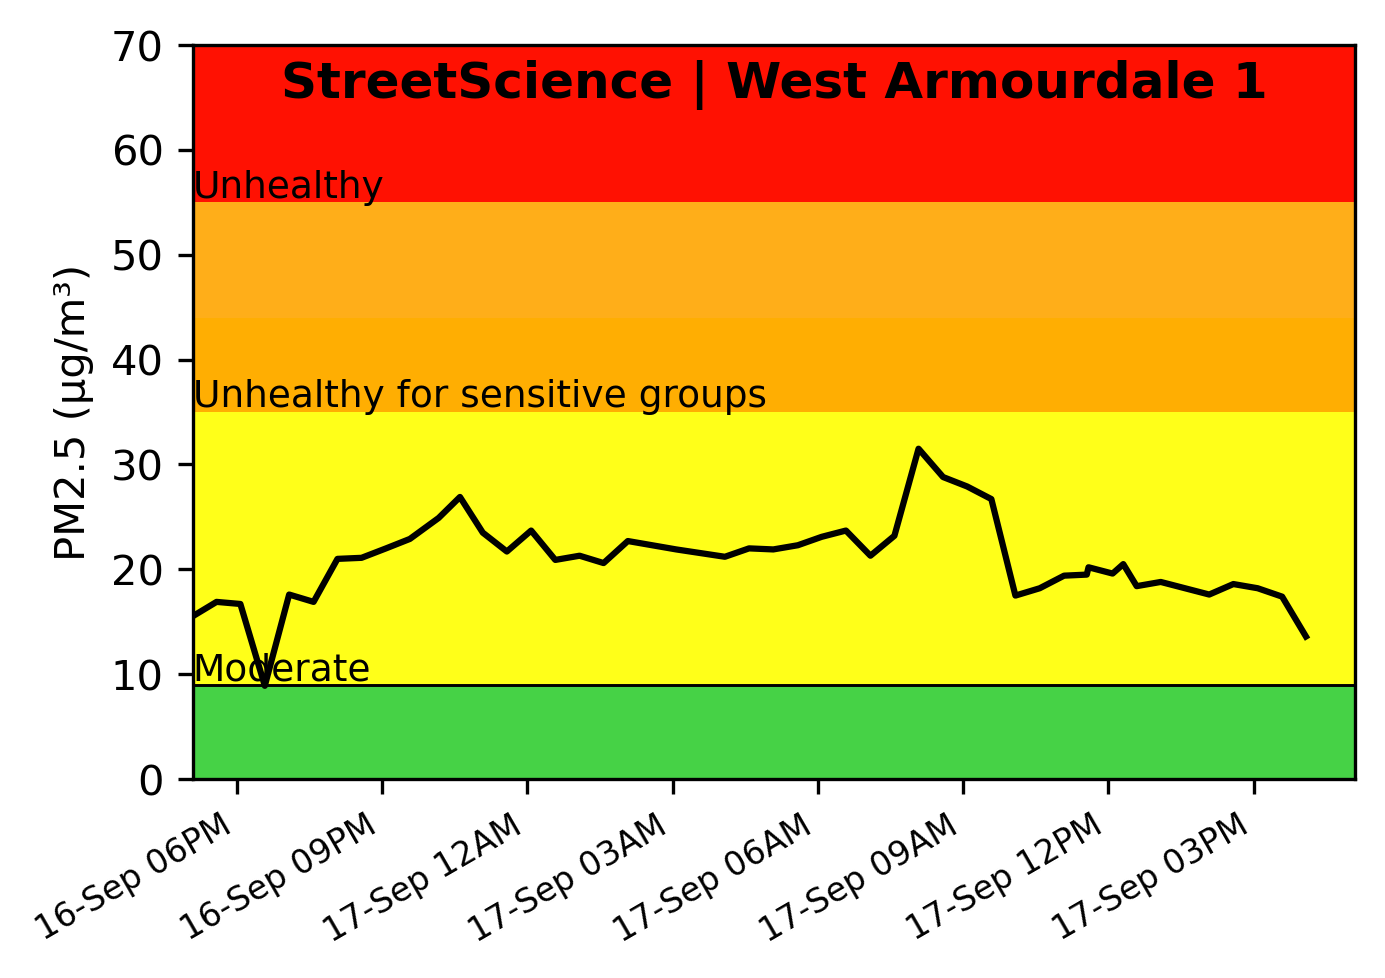 StreetScience | West Armourdale 1
PM2.5 (µg/m³)
70
60
50
40
30
20
10
0
Unhealthy
Unhealthy for sensitive groups
Moderate
16-Sep 06PM
16-Sep 09PM
17-Sep 12AM
17-Sep 03AM
17-Sep 06AM
17-Sep 09AM
17-Sep 12PM
17-Sep 03PM